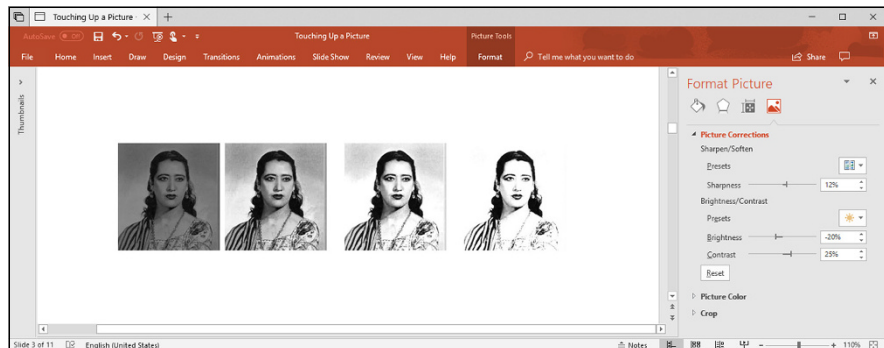 Touching Up a Picture
AutoSave Off Touching Up a Picture Picture Tools
File Home Insert Draw Design Transitions Animations Slide Show Review View Help Format Tell me what you want to do Share
Thumbnails
Format Picture
Picture Corrections
Sharpen/Soften
Presets
Sharpness 12%
Brightness/Contrast
Presets
Brightness -20%
Contrast 25%
Reset
Picture Color
Crop
Slide 3 of 11 English (United States) Notes 110%